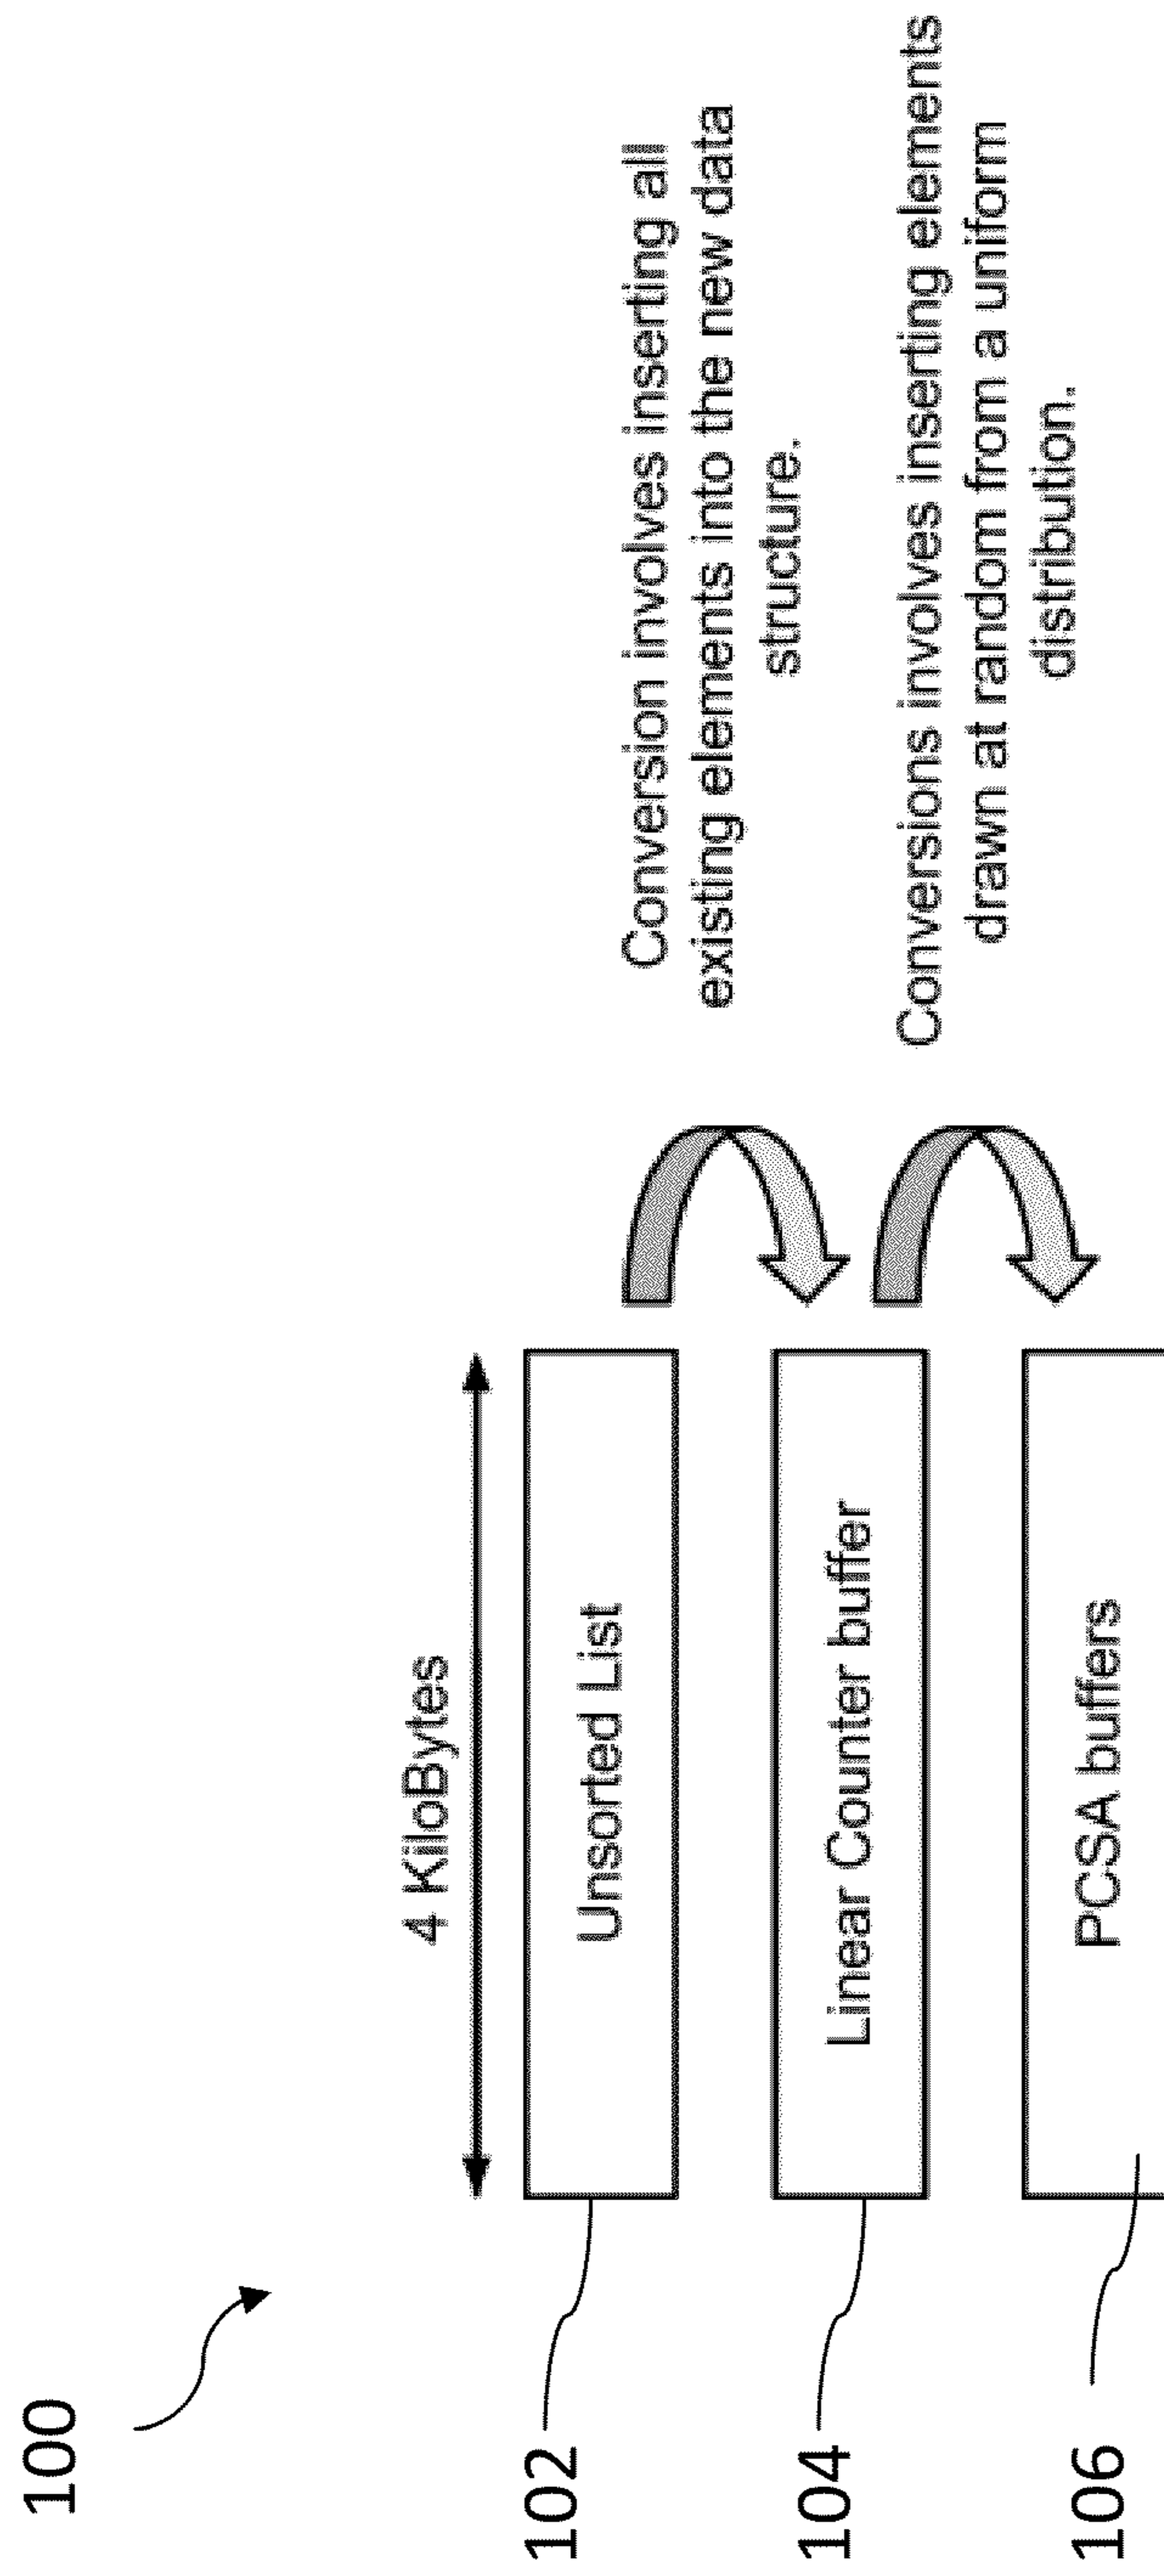 100
4 KiloBytes
102
Unsorted List
Conversion involves inserting all
existing elements into the new data
structure.
104
Linear Counter buffer
Conversions involves inserting elements
drawn at random from a uniform
distribution.
106
PCSA buffers